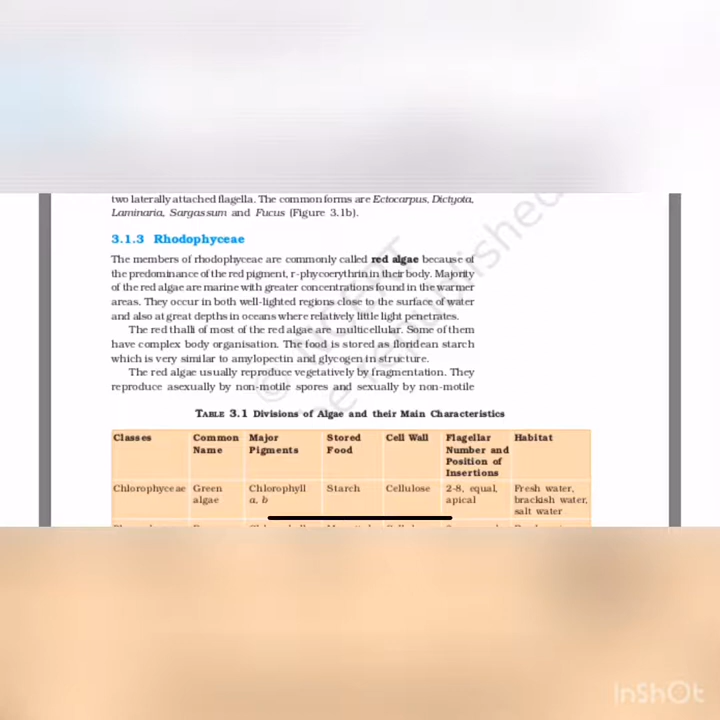 two laterally attached flagella. The common forms are Ectocarpus, Dictyota,
Laminaria, Sargassum and Fucus (Figure 3.1b).
3.1.3 Rhodophyceae
The members of rhodophyceae are commonly called red algae because of
the predominance of the red pigment, r-phycoerythrin in their body. Majority
of the red algae are marine with greater concentrations found in the warmer
areas. They occur in both well-lighted regions close to the surface of water
and also at great depths in oceans where relatively little light penetrates.
The red thalli of most of the red algae are multicellular. Some of them
have complex body organisation. The food is stored as floridean starch
which is very similar to amylopectin and glycogen in structure.
The red algae usually reproduce vegetatively by fragmentation. They
reproduce asexually by non-motile spores and sexually by non-motile
TABLE 3.1 Divisions of Algae and their Main Characteristics
Classes Common Name Major Pigments Stored Food Cell Wall Flagellar Number and Position of Insertions Habitat
Chlorophyceae Green algae Chlorophyll a, b Starch Cellulose 2-8, equal, apical Fresh water, brackish water, salt water
InShOt